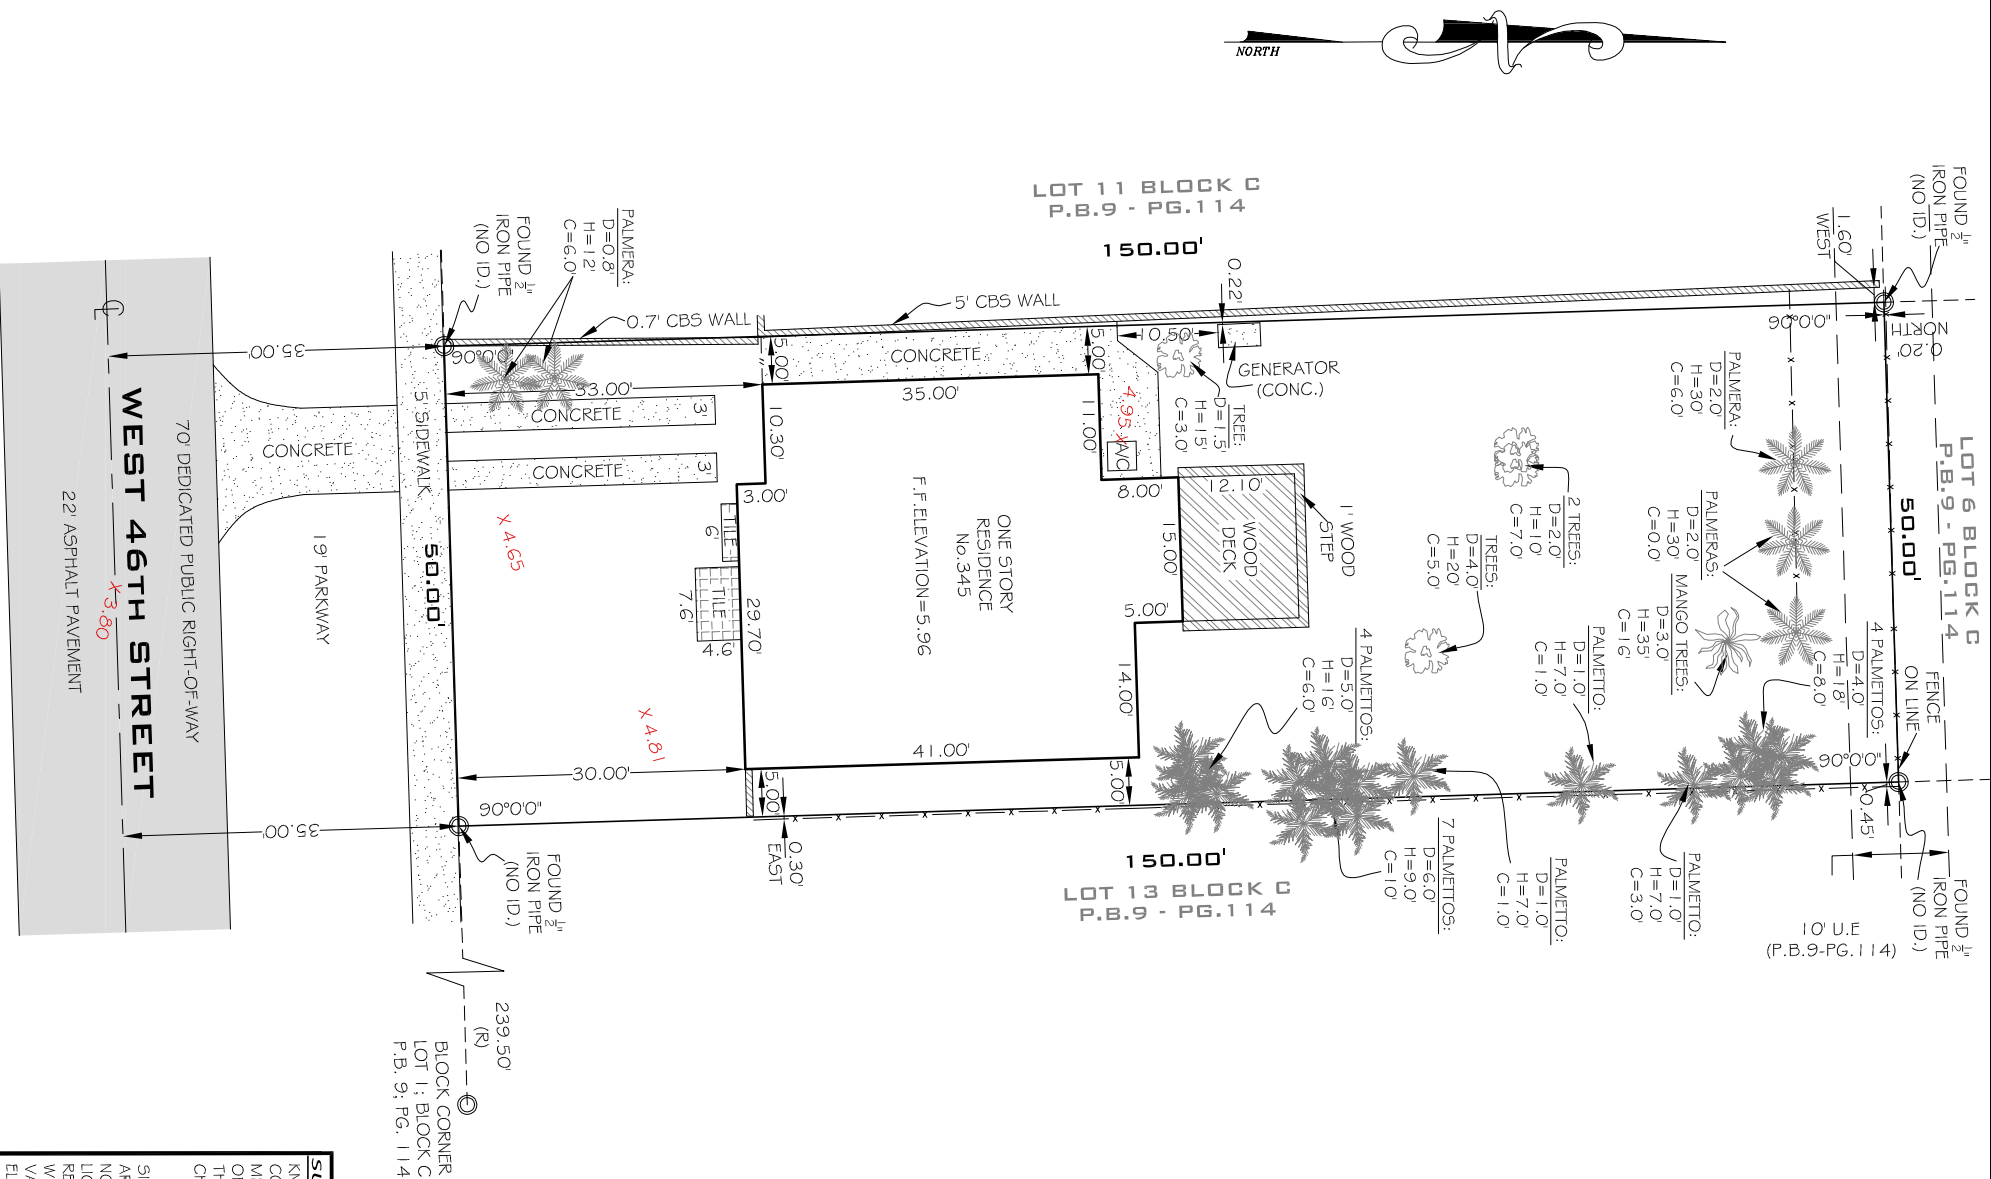 NORTH
LOT 11 BLOCK C
P.B.9 - PG.114
150.00'
FOUND ½"
IRON PIPE
(NO ID.)
1.60'
WEST
0.20'
NORTH
90°0'0"
LOT 6 BLOCK C
P.B.9 - PG.114
50.00'
FOUND ½"
IRON PIPE
(NO ID.)
PALMERA:
D=0.8'
H=12'
C=6.0'
0.7' CBS WALL
5' CBS WALL
0.22'
10.50'
GENERATOR
(CONC.)
CONCRETE
5.00'
5.00'
90°0'0"
33.00'
35.00'
35.00'
CONCRETE
3'
CONCRETE
3'
CONCRETE
5' SIDEWALK
10.30'
11.00'
4.95 X
A/C
TREE:
D=1.5'
H=15'
C=3.0'
PALMERA:
D=2.0'
H=30'
C=6.0'
2 TREES:
D=2.0'
H=10'
C=7.0'
PALMERAS:
D=2.0'
H=30'
C=0.0'
MANGO TREES:
D=3.0'
H=35'
C=16'
TREES:
D=4.0'
H=20'
C=5.0'
3.00'
8.00'
12.10'
15.00'
WOOD
DECK
1' WOOD
STEP
5.00'
ONE STORY
RESIDENCE
No.345
F.F.ELEVATION=5.96
TILE
6'
TILE
7.6'
4.6'
29.70'
14.00'
41.00'
X 4.65
X 4.81
X 3.80
WEST 46TH STREET
70' DEDICATED PUBLIC RIGHT-OF-WAY
22' ASPHALT PAVEMENT
19' PARKWAY
50.00'
4 PALMETTOS:
D=5.0'
H=16'
C=6.0'
PALMETTO:
D=1.0'
H=7.0'
C=1.0'
4 PALMETTOS:
D=4.0'
H=18'
C=8.0'
FENCE
ON LINE
90°0'0"
0.45'
30.00'
5.00'
5.00'
90°0'0"
35.00'
0.30'
EAST
150.00'
LOT 13 BLOCK C
P.B.9 - PG.114
7 PALMETTOS:
D=6.0'
H=9.0'
C=10'
PALMETTO:
D=1.0'
H=7.0'
C=1.0'
PALMETTO:
D=1.0'
H=7.0'
C=3.0'
10' U.E
(P.B.9-PG.114)
FOUND ½"
IRON PIPE
(NO ID.)
FOUND ½"
IRON PIPE
(NO ID.)
239.50'
(R)
BLOCK CORNER
LOT 1; BLOCK C
P.B. 9; PG. 114